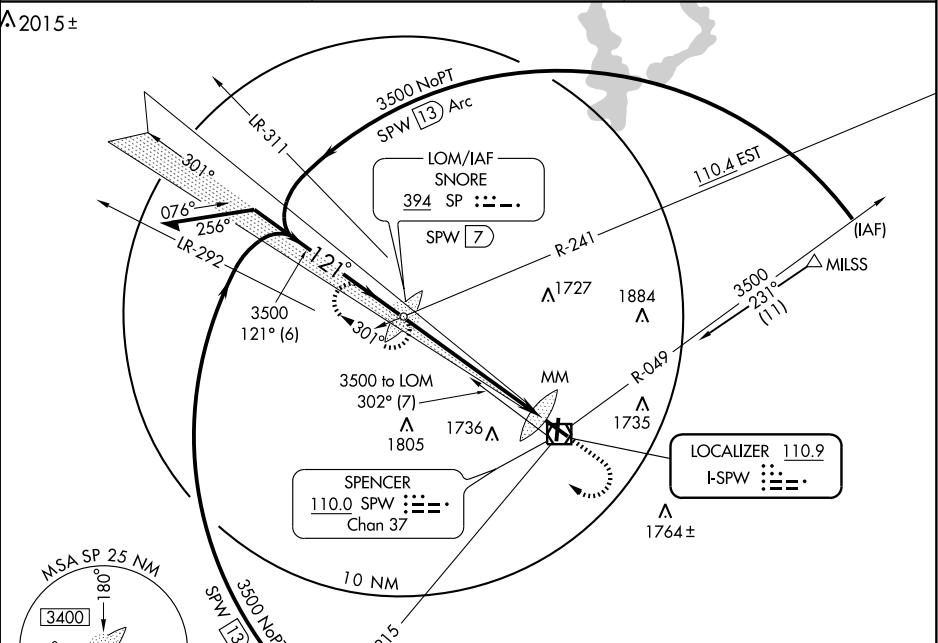 2015±
3500 NoPT
SPW 13 Arc
LR-311
LOM/IAF
SNORE
394 SP
SPW 7
110.4 EST
R-241
(IAF)
MILSS
3500
231°
(11)
R-049
301°
076°
256°
LR-292
121°
3500
121° (6)
301°
1727
1884
3500 to LOM
302° (7)
MM
1805
1736
1735
LOCALIZER 110.9
I-SPW
SPENCER
110.0 SPW
Chan 37
1764±
10 NM
MSA SP 25 NM
180°
3400
3500 NoPT
SPW 13